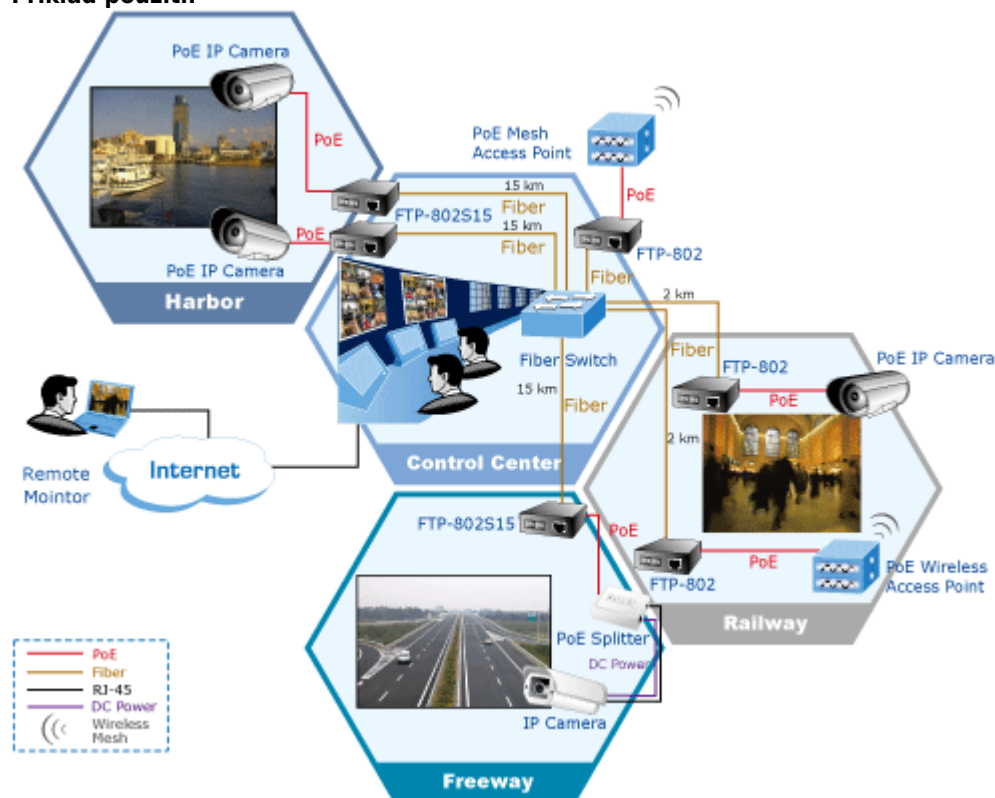 PoE IP Camera
PoE
PoE
PoE IP Camera
Harbor
15 km
Fiber
FTP-802S15
15 km
Fiber
PoE Mesh
Access Point
PoE
FTP-802
Fiber
Fiber Switch
15 km
Fiber
Control Center
2 km
Fiber
FTP-802
PoE IP Camera
PoE
2 km
FTP-802
PoE
PoE Wireless
Access Point
Railway
Remote
Mointor
Internet
FTP-802S15
PoE
PoE Splitter
DC Power
IP Camera
Freeway
PoE
Fiber
RJ-45
DC Power
Wireless
Mesh